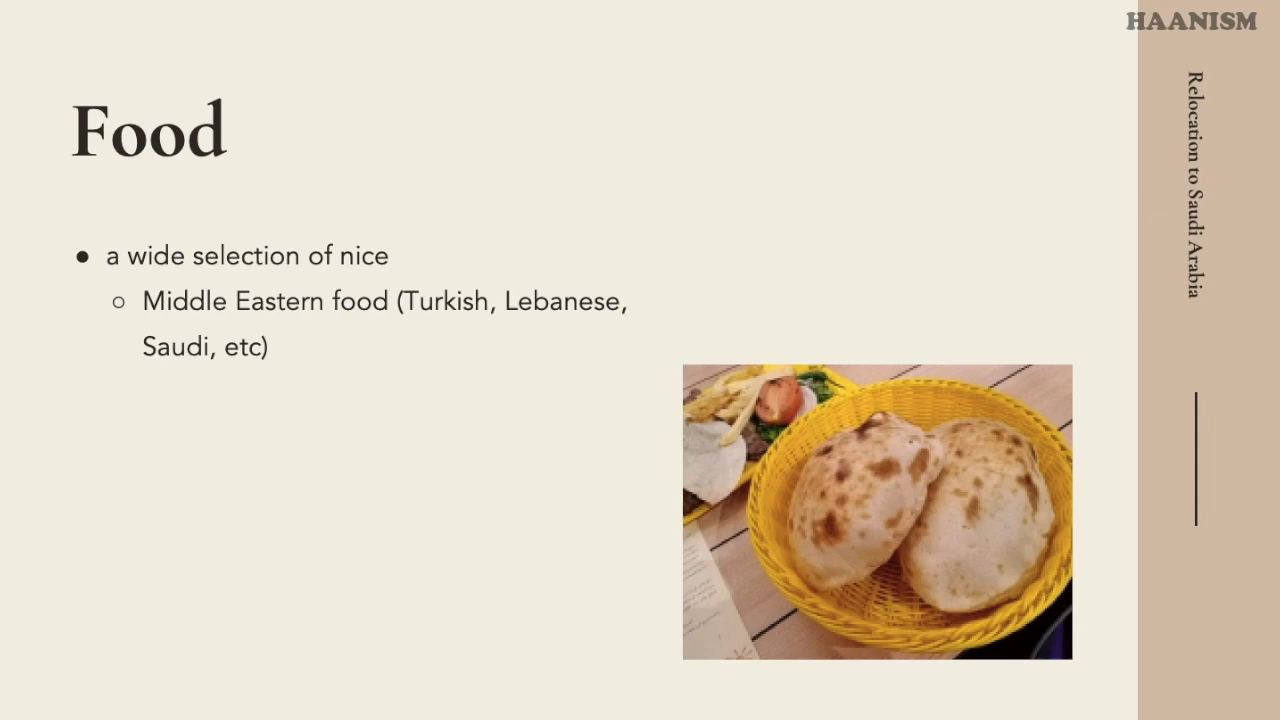 HAANISM
Food
● a wide selection of nice
○ Middle Eastern food (Turkish, Lebanese,
Saudi, etc)
Relocation to Saudi Arabia